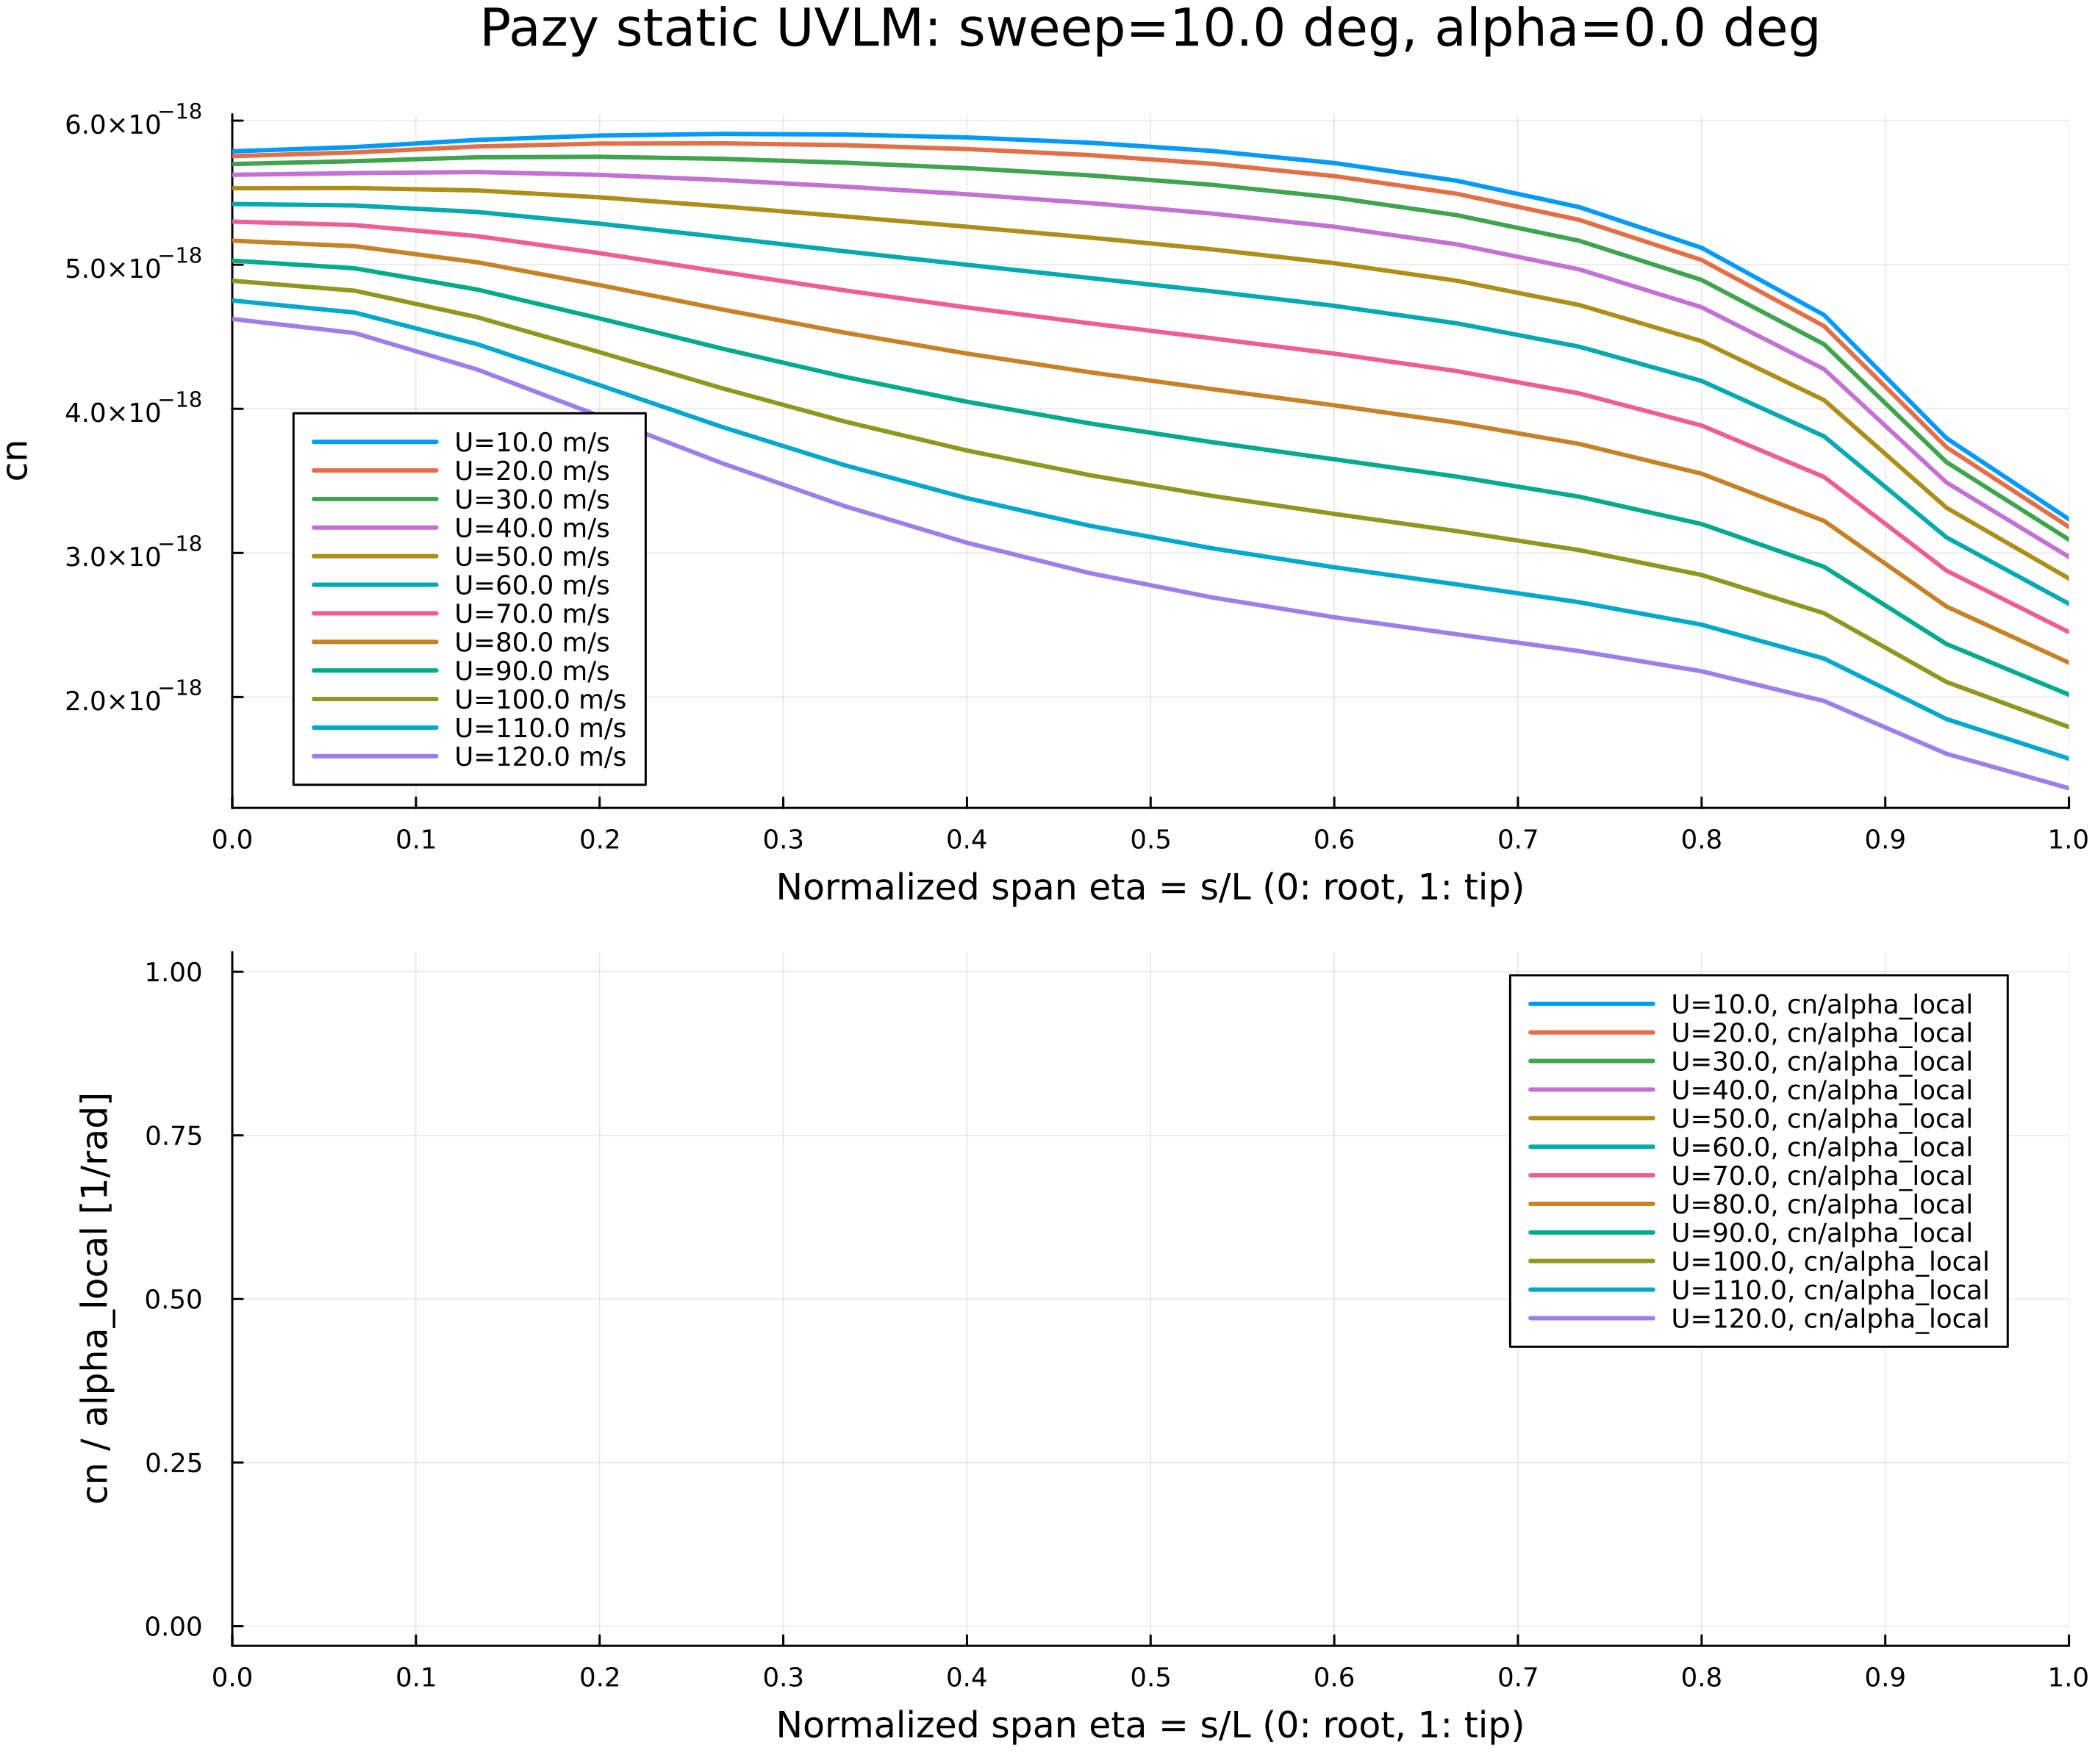 Pazy static UVLM: sweep=10.0 deg, alpha=0.0 deg
cn
6.0×10⁻¹⁸
5.0×10⁻¹⁸
4.0×10⁻¹⁸
3.0×10⁻¹⁸
2.0×10⁻¹⁸
U=10.0 m/s
U=20.0 m/s
U=30.0 m/s
U=40.0 m/s
U=50.0 m/s
U=60.0 m/s
U=70.0 m/s
U=80.0 m/s
U=90.0 m/s
U=100.0 m/s
U=110.0 m/s
U=120.0 m/s
0.0 0.1 0.2 0.3 0.4 0.5 0.6 0.7 0.8 0.9 1.0
Normalized span eta = s/L (0: root, 1: tip)
cn / alpha_local [1/rad]
1.00
0.75
0.50
0.25
0.00
U=10.0, cn/alpha_local
U=20.0, cn/alpha_local
U=30.0, cn/alpha_local
U=40.0, cn/alpha_local
U=50.0, cn/alpha_local
U=60.0, cn/alpha_local
U=70.0, cn/alpha_local
U=80.0, cn/alpha_local
U=90.0, cn/alpha_local
U=100.0, cn/alpha_local
U=110.0, cn/alpha_local
U=120.0, cn/alpha_local
0.0 0.1 0.2 0.3 0.4 0.5 0.6 0.7 0.8 0.9 1.0
Normalized span eta = s/L (0: root, 1: tip)